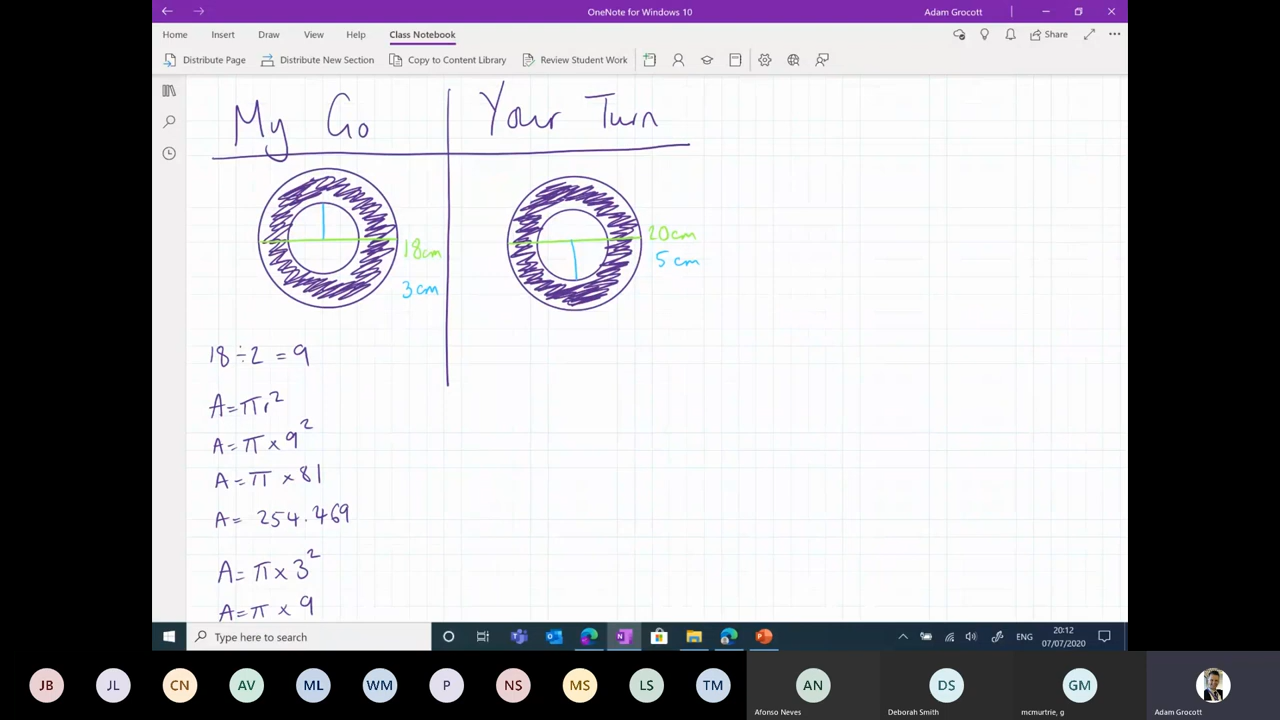 OneNote for Windows 10
Adam Grocott
Home Insert Draw View Help Class Notebook
Share
Distribute Page Distribute New Section Copy to Content Library Review Student Work
My Go
Your Turn
18cm
3cm
20cm
5cm
18÷2 = 9
A=πr²
A=π×9²
A=π×81
A= 254.469
A=π×3²
A=π×9
Type here to search
ENG
20:12
07/07/2020
JB JL CN AV ML WM P NS MS LS TM AN DS GM
Afonso Neves Deborah Smith mcmurtrie, g Adam Grocott